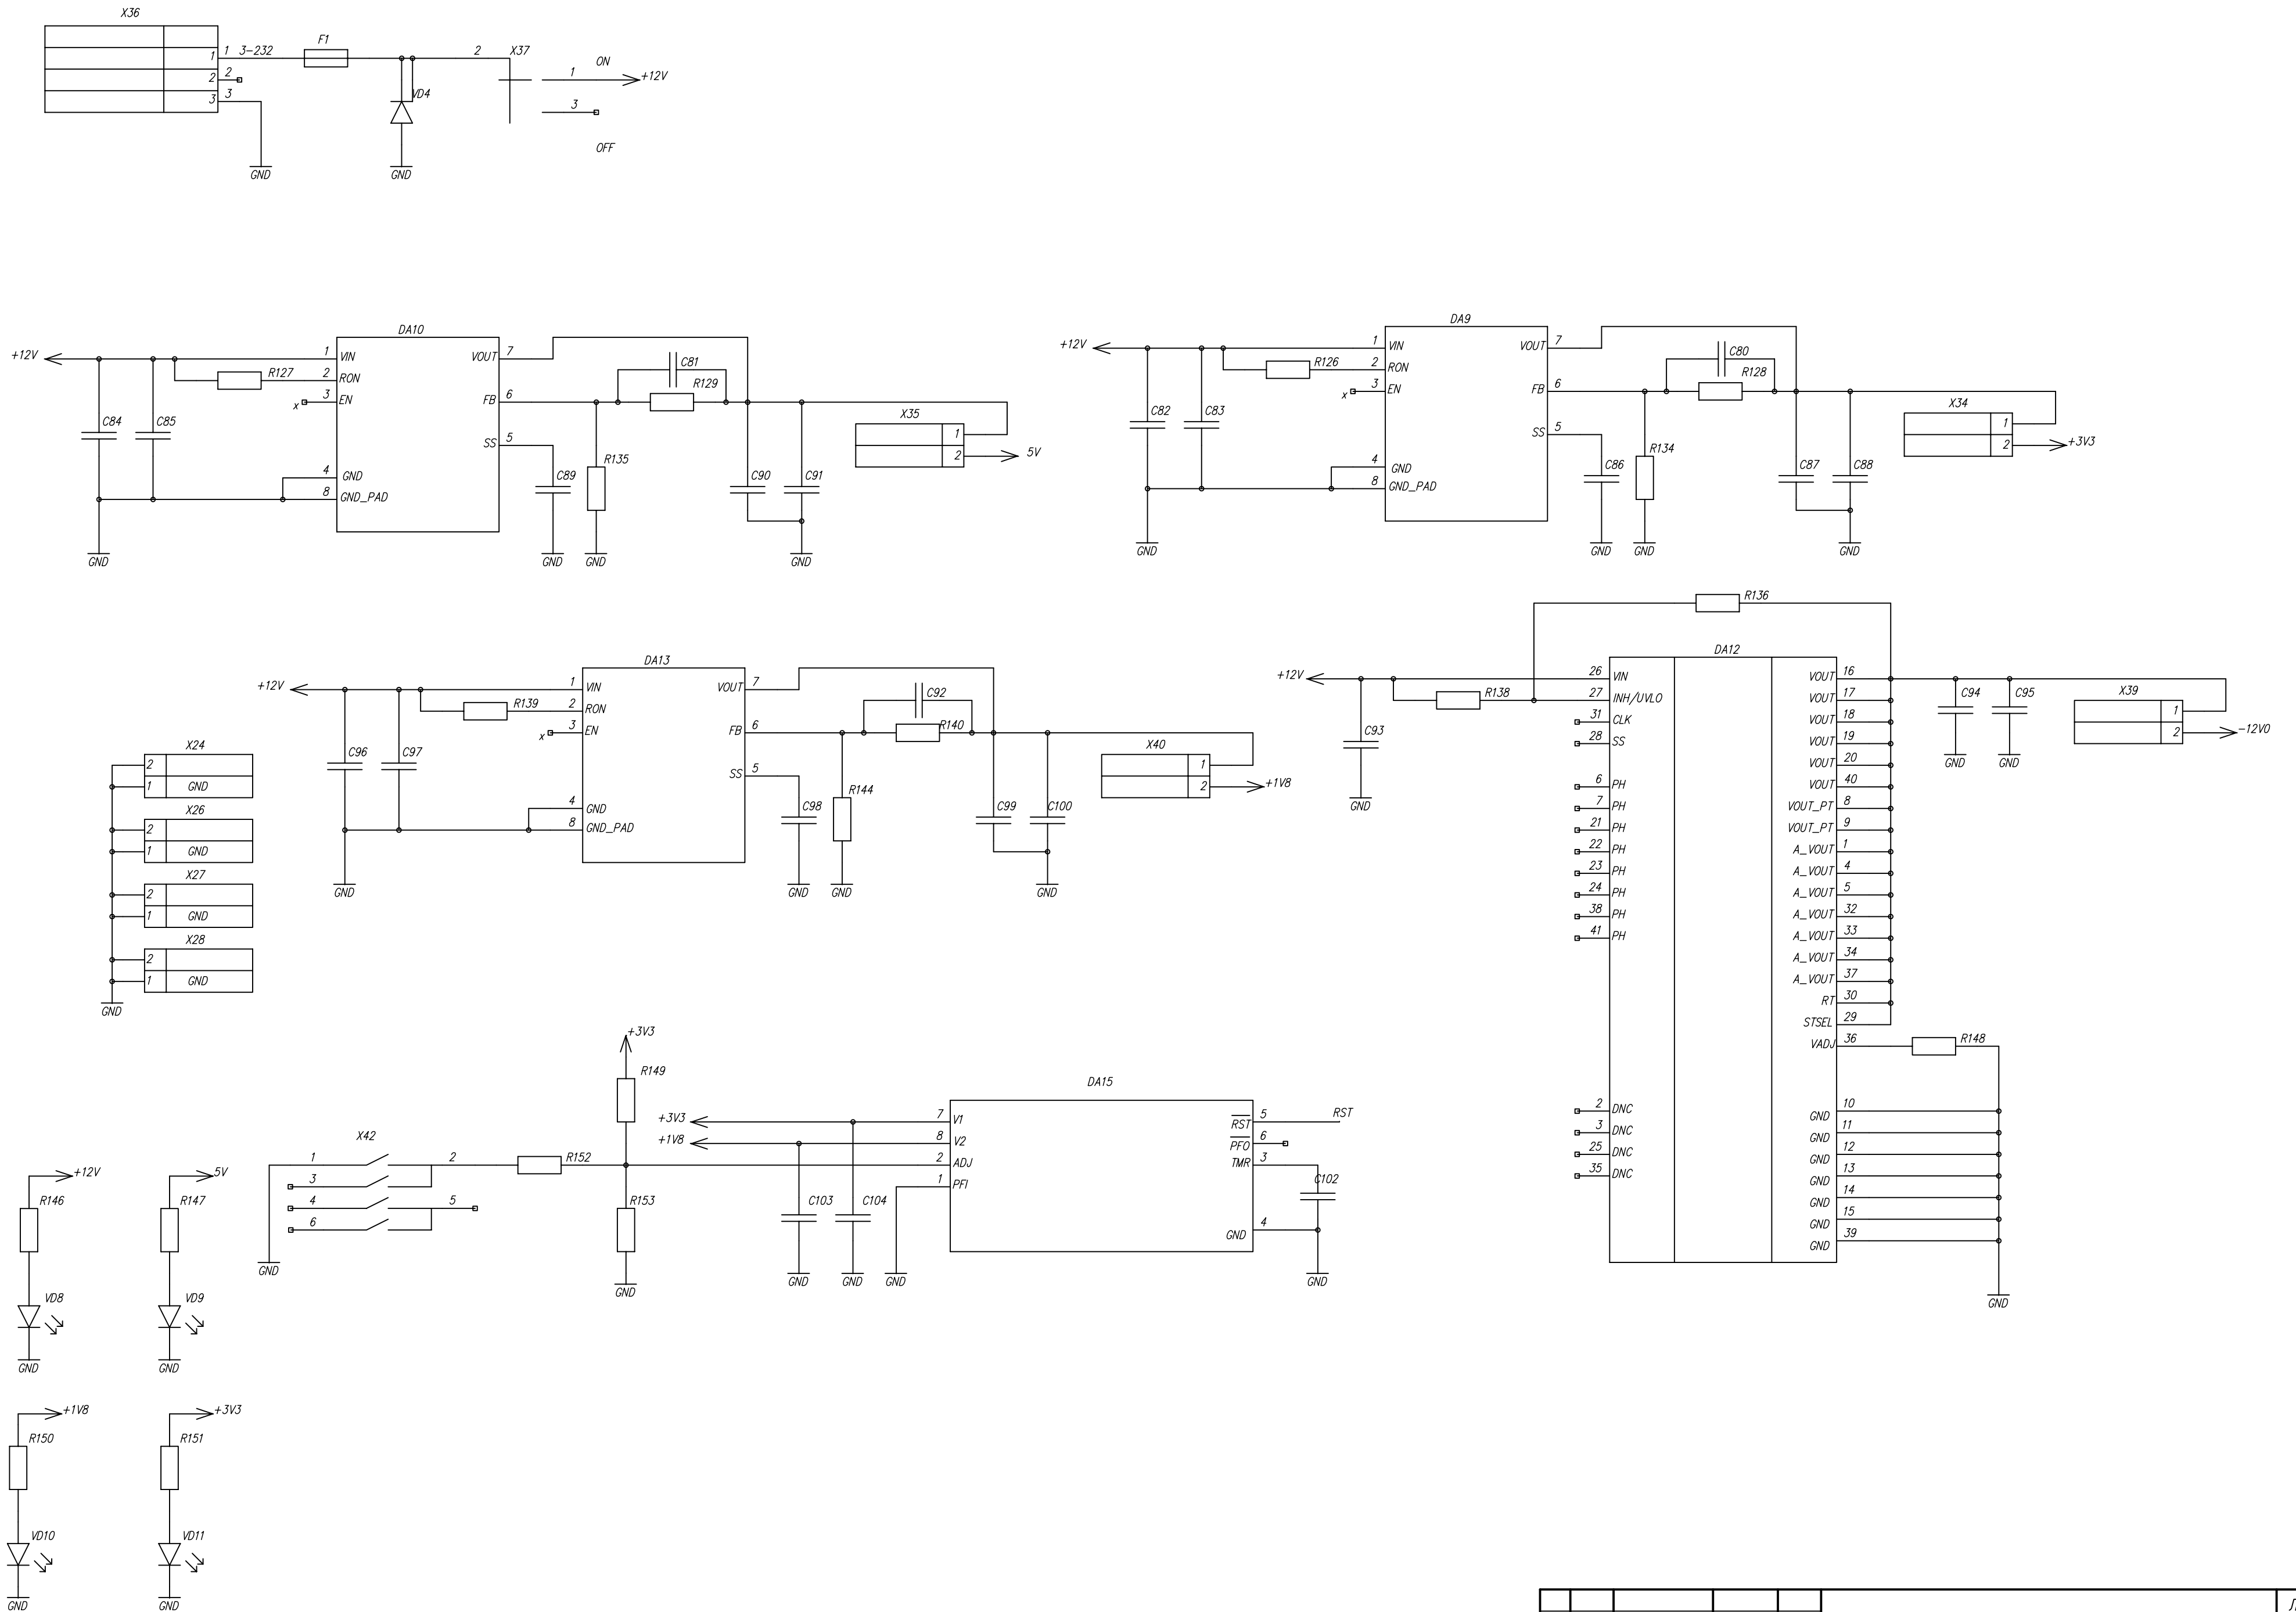 X36
1 1 3-232 F1 2 X37 ON
2 2 1 +12V
3 3 VD4 3
OFF
GND GND
DA10
+12V 1 VIN VOUT 7 C81
R127 2 RON R129
x 3 EN FB 6
C84 C85 X35
1
SS 5 2 5V
4 GND R135
8 GND_PAD C89 C90 C91
GND GND GND GND
DA9
+12V 1 VIN VOUT 7 C80
R126 2 RON R128
x 3 EN FB 6
C82 C83 X34
1
SS 5 2 +3V3
4 GND R134
8 GND_PAD C86 C87 C88
GND GND GND GND
DA13
+12V 1 VIN VOUT 7 C92
R139 2 RON R140
x 3 EN FB 6
C96 C97 X40
1
SS 5 2 +1V8
4 GND R144
8 GND_PAD C98 C99 C100
GND GND GND GND
R136
DA12
+12V 26 VIN VOUT 16
R138 27 INH/UVLO VOUT 17 C94 C95 X39
31 CLK VOUT 18 1
C93 28 SS VOUT 19 2 -12V0
VOUT 20 GND GND
6 PH VOUT 40
GND 7 PH VOUT_PT 8
21 PH VOUT_PT 9
22 PH A_VOUT 1
23 PH A_VOUT 4
24 PH A_VOUT 5
38 PH A_VOUT 32
41 PH A_VOUT 33
A_VOUT 34
A_VOUT 37
RT 30
STSEL 29
VADJ 36 R148
2 DNC GND 10
3 DNC GND 11
25 DNC GND 12
35 DNC GND 13
GND 14
GND 15
GND 39
GND
X24
2
1 GND
X26
2
1 GND
X27
2
1 GND
X28
2
1 GND
GND
+3V3
R149
DA15
+3V3 7 V1 RST 5 RST
+1V8 8 V2 PFO 6
X42
1 2 R152 2 ADJ TMR 3
3 1 PFI C102
4 5 R153 C103 C104
6 GND 4
GND GND GND GND GND GND
+12V 5V
R146 R147
VD8 VD9
GND GND
+1V8 +3V3
R150 R151
VD10 VD11
GND GND